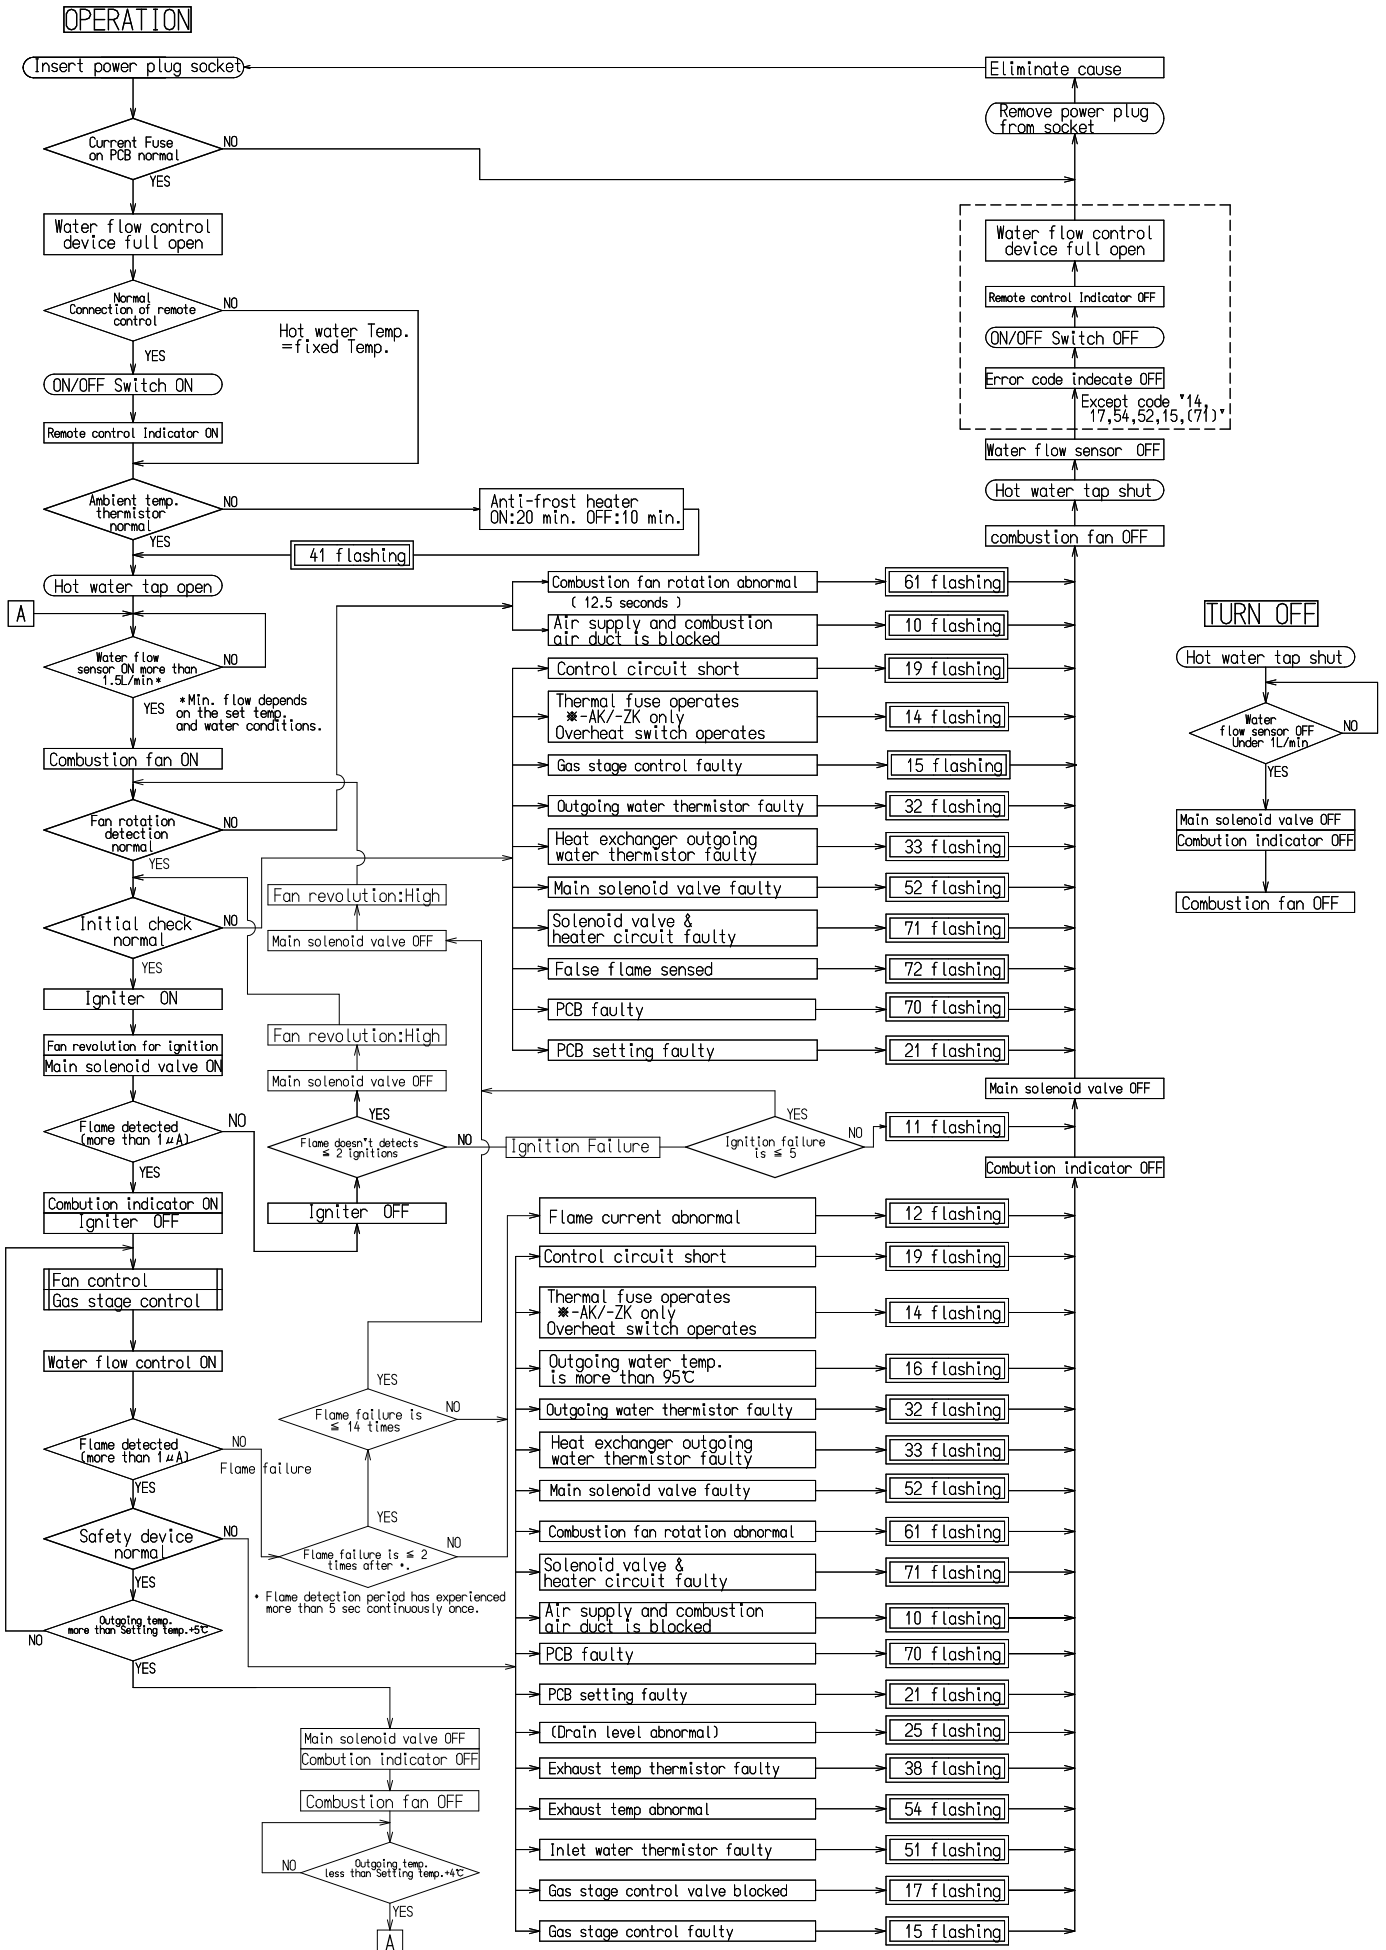 OPERATION
Insert power plug socket
Current Fuse
on PCB normal
NO
YES
Water flow control
device full open
Normal
Connection of remote
control
NO
Hot water Temp.
=fixed Temp.
YES
ON/OFF Switch ON
Remote control Indicator ON
Ambient temp.
thermistor
normal
NO
Anti-frost heater
ON:20 min. OFF:10 min.
YES
41 flashing
Hot water tap open
A
Water flow
sensor ON more than
1.5L/min*
NO
YES
*Min. flow depends
on the set temp.
and water conditions.
Combustion fan ON
Fan rotation
detection
normal
NO
YES
Initial check
normal
NO
YES
Igniter ON
Fan revolution for ignition
Main solenoid valve ON
Flame detected
(more than 1μA)
NO
YES
Combution indicator ON
Igniter OFF
Fan control
Gas stage control
Water flow control ON
Flame detected
(more than 1μA)
NO
Flame failure
YES
Safety device
normal
NO
YES
Outgoing temp.
more than Setting temp.+5℃
NO
YES
Main solenoid valve OFF
Combution indicator OFF
Combustion fan OFF
Outgoing temp.
less than Setting temp.+4℃
NO
YES
A
Fan revolution:High
Main solenoid valve OFF
Fan revolution:High
Main solenoid valve OFF
YES
Flame doesn't detects
≦ 2 ignitions
NO
Igniter OFF
Ignition Failure
YES
Ignition failure
is ≦ 5
NO
11 flashing
YES
Flame failure is
≦ 14 times
NO
YES
Flame failure is ≦ 2
times after *.
NO
* Flame detection period has experienced
more than 5 sec continuously once.
Combustion fan rotation abnormal
61 flashing
( 12.5 seconds )
Air supply and combustion
air duct is blocked
10 flashing
Control circuit short
19 flashing
Thermal fuse operates
※-AK/-ZK only
Overheat switch operates
14 flashing
Gas stage control faulty
15 flashing
Outgoing water thermistor faulty
32 flashing
Heat exchanger outgoing
water thermistor faulty
33 flashing
Main solenoid valve faulty
52 flashing
Solenoid valve &
heater circuit faulty
71 flashing
False flame sensed
72 flashing
PCB faulty
70 flashing
PCB setting faulty
21 flashing
Flame current abnormal
12 flashing
Control circuit short
19 flashing
Thermal fuse operates
※-AK/-ZK only
Overheat switch operates
14 flashing
Outgoing water temp.
is more than 95℃
16 flashing
Outgoing water thermistor faulty
32 flashing
Heat exchanger outgoing
water thermistor faulty
33 flashing
Main solenoid valve faulty
52 flashing
Combustion fan rotation abnormal
61 flashing
Solenoid valve &
heater circuit faulty
71 flashing
Air supply and combustion
air duct is blocked
10 flashing
PCB faulty
70 flashing
PCB setting faulty
21 flashing
(Drain level abnormal)
25 flashing
Exhaust temp thermistor faulty
38 flashing
Exhaust temp abnormal
54 flashing
Inlet water thermistor faulty
51 flashing
Gas stage control valve blocked
17 flashing
Gas stage control faulty
15 flashing
Eliminate cause
Remove power plug
from socket
Water flow control
device full open
Remote control Indicator OFF
ON/OFF Switch OFF
Error code indecate OFF
Except code "14,
17,54,52,15,(71)"
Water flow sensor OFF
Hot water tap shut
combustion fan OFF
Main solenoid valve OFF
Combution indicator OFF
TURN OFF
Hot water tap shut
Water
flow sensor OFF
Under 1L/min
NO
YES
Main solenoid valve OFF
Combution indicator OFF
Combustion fan OFF